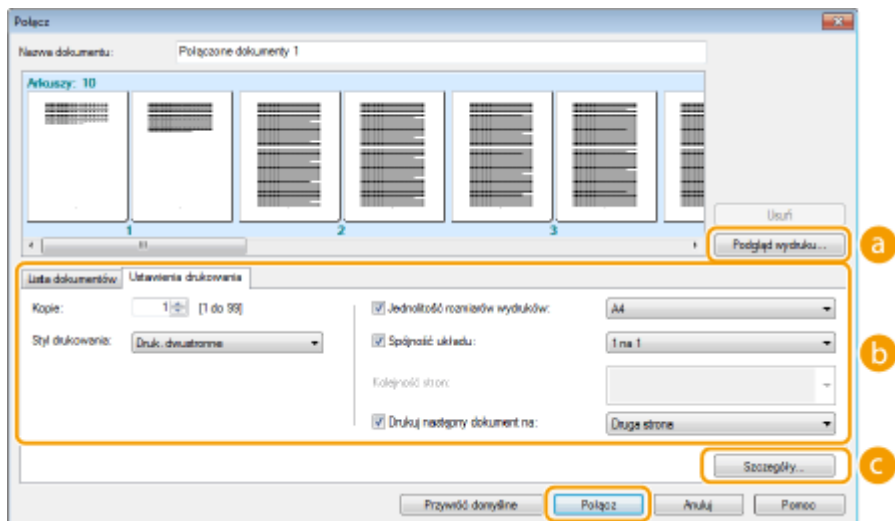 Połącz
Nazwa dokumentu: Połączone dokumenty 1
Arkuszy: 10
1 2 3
Usuń
Podgląd wydruku...
a
Lista dokumentów Ustawienia drukowania
Kopie: 1 [1 do 99] Jednolitość rozmiarów wydruków: A4
Styl drukowania: Druk. dwustronne Spójność układu: 1 na 1
b
Kolejność stron:
Drukuj następny dokument na: Druga strona
Szczegóły...
c
Przywróć domyślne Połącz Anuluj Pomoc